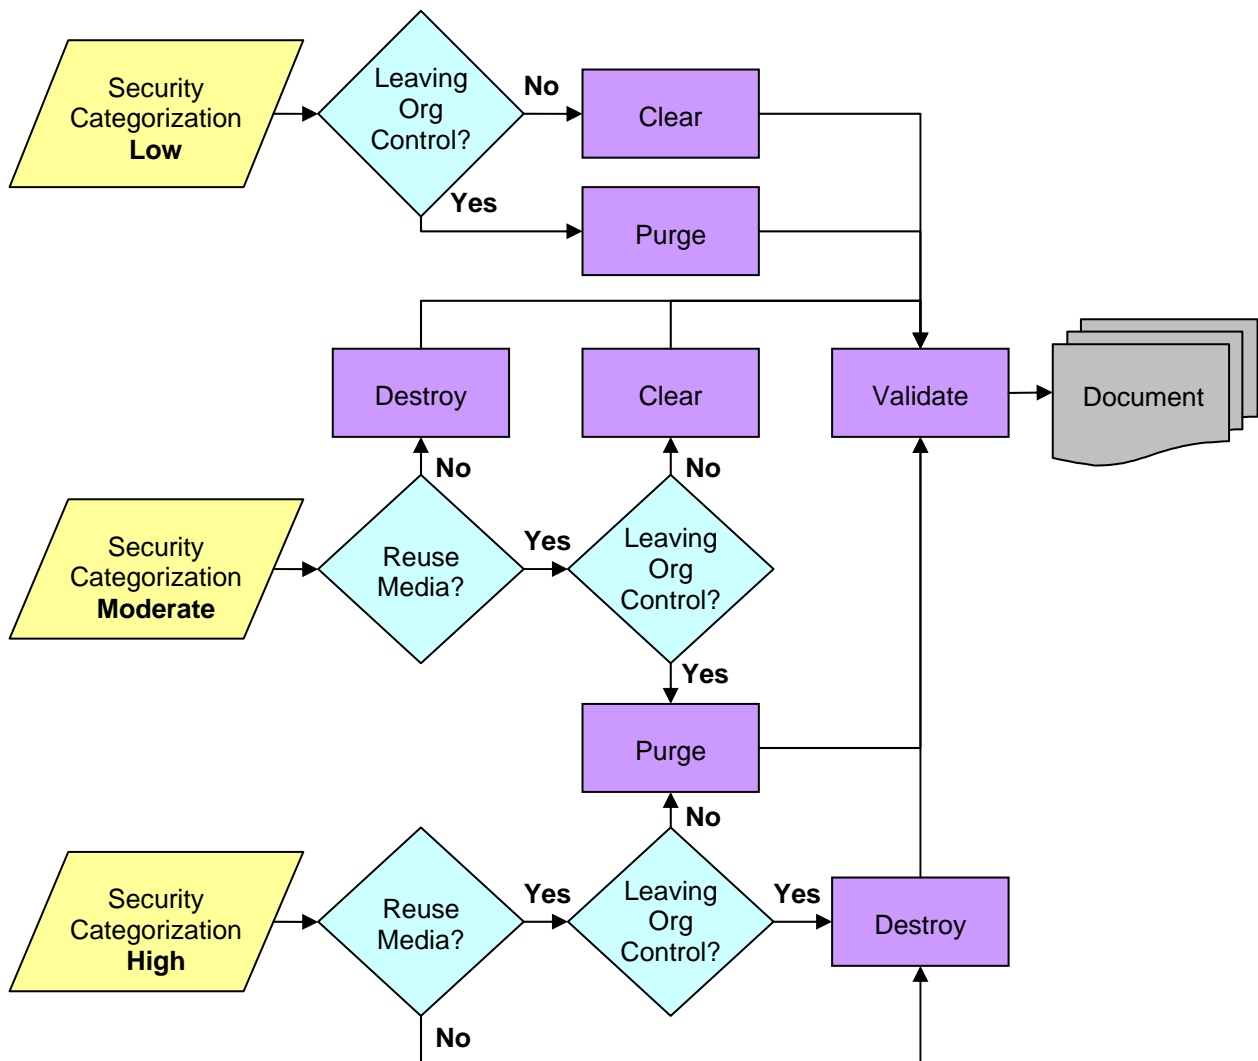 Security
Categorization
Low
Leaving
Org
Control?
No
Clear
Yes
Purge
Destroy
Clear
Validate
Document
No
No
Security
Categorization
Moderate
Reuse
Media?
Yes
Leaving
Org
Control?
Yes
Purge
No
Security
Categorization
High
Reuse
Media?
Yes
Leaving
Org
Control?
Yes
Destroy
No